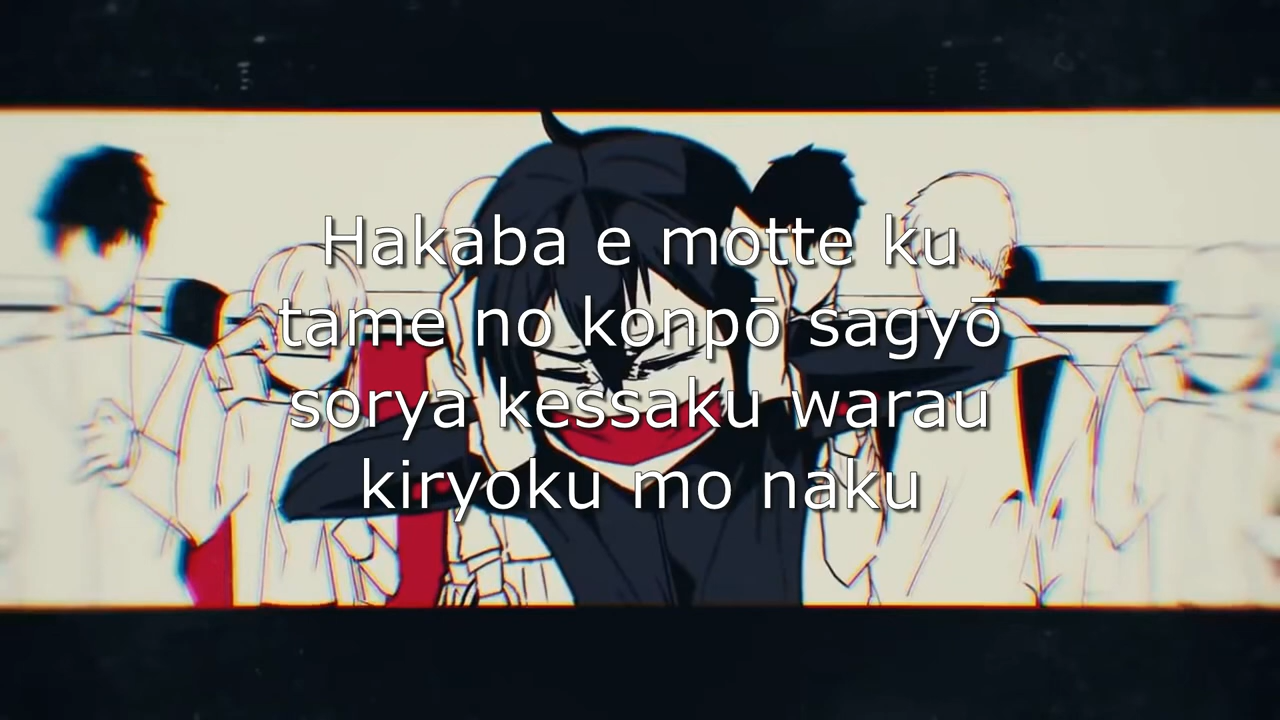 Hakaba e motte ku
tame no konpō sagyō
sorya kessaku warau
kiryoku mo naku